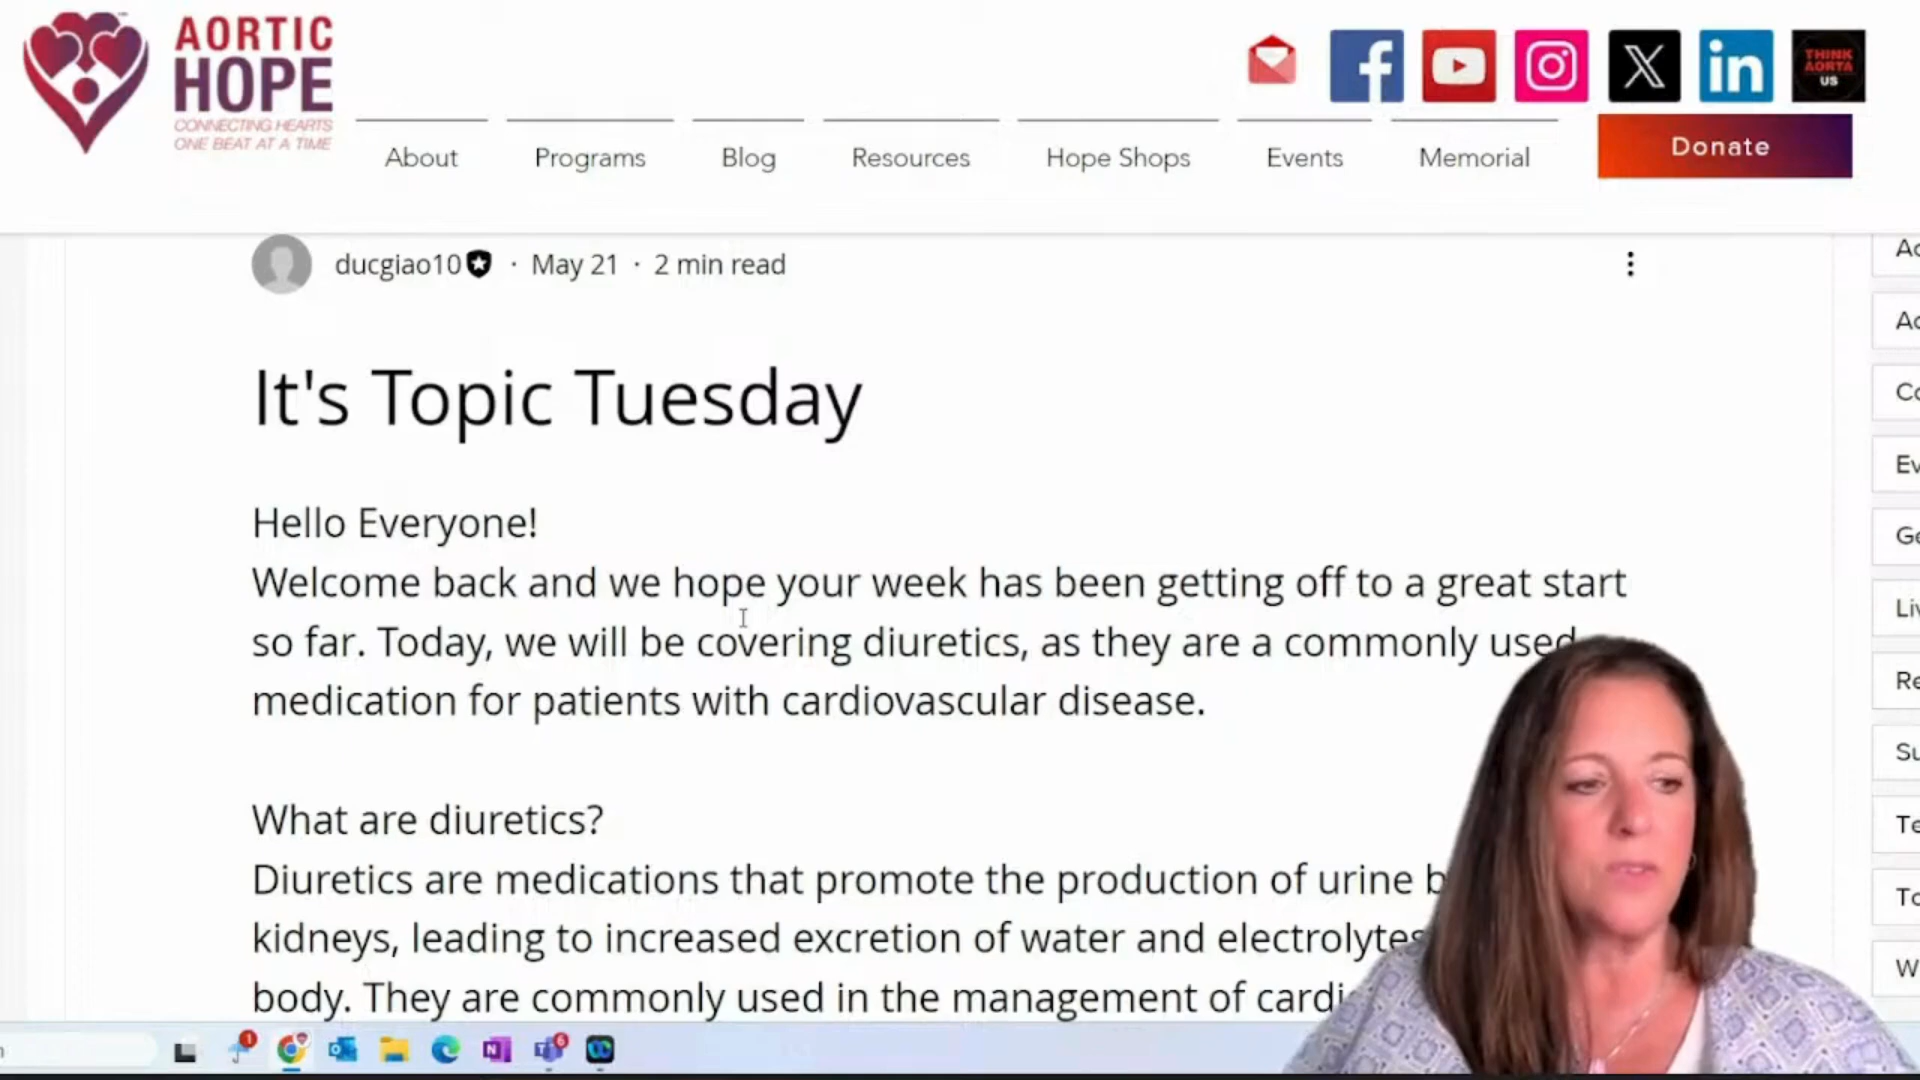 AORTIC
HOPE
CONNECTING HEARTS
ONE BEAT AT A TIME
THINK
AORTA
US
About
Programs
Blog
Resources
Hope Shops
Events
Memorial
Donate
ducgiao10 · May 21 · 2 min read
It's Topic Tuesday
Hello Everyone!
Welcome back and we hope your week has been getting off to a great start
so far. Today, we will be covering diuretics, as they are a commonly used
medication for patients with cardiovascular disease.
What are diuretics?
Diuretics are medications that promote the production of urine
kidneys, leading to increased excretion of water and electrolytes
body. They are commonly used in the management of